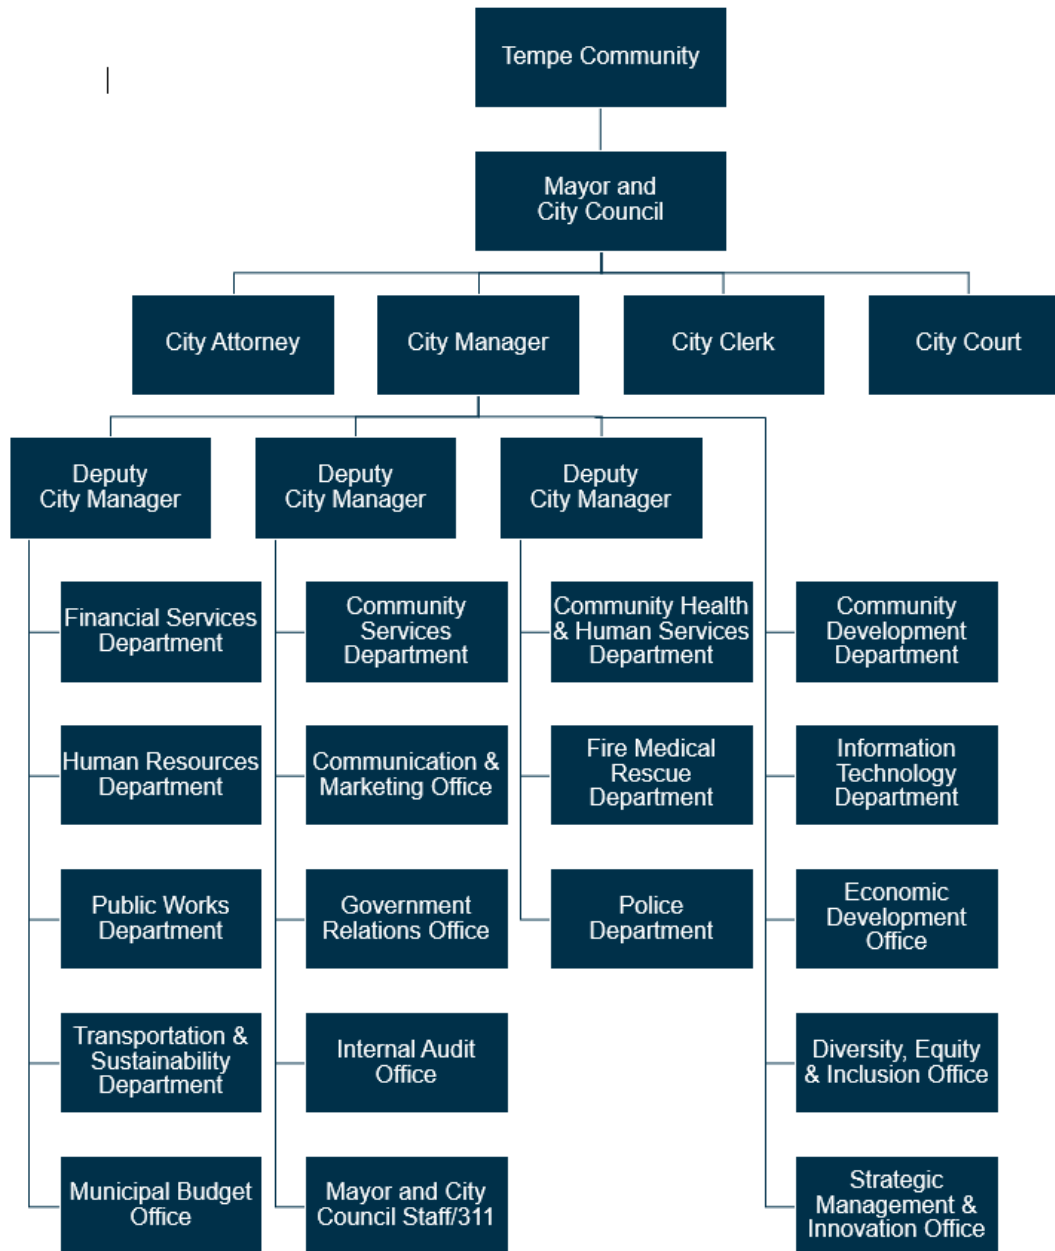 Tempe Community
Mayor and
City Council
City Attorney
City Manager
City Clerk
City Court
Deputy
City Manager
Deputy
City Manager
Deputy
City Manager
Financial Services
Department
Human Resources
Department
Public Works
Department
Transportation &
Sustainability
Department
Municipal Budget
Office
Community
Services
Department
Communication &
Marketing Office
Government
Relations Office
Internal Audit
Office
Mayor and City
Council Staff/311
Community Health
& Human Services
Department
Fire Medical
Rescue
Department
Police
Department
Community
Development
Department
Information
Technology
Department
Economic
Development
Office
Diversity, Equity
& Inclusion Office
Strategic
Management &
Innovation Office